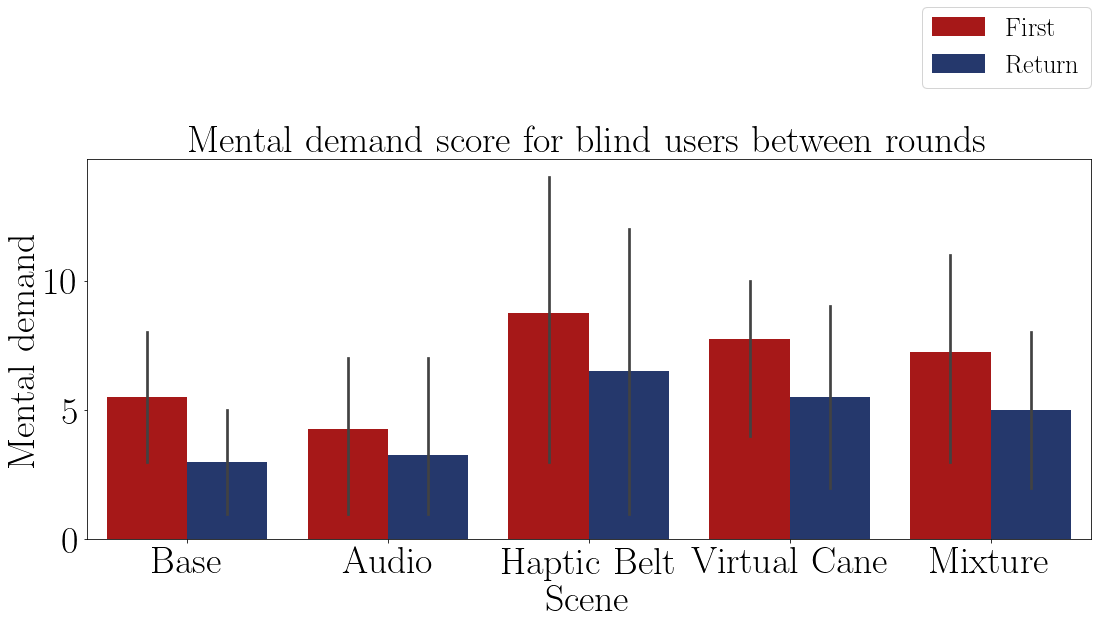 First
Return
Mental demand score for blind users between rounds
Mental demand
10
5
0
Base Audio Haptic Belt Virtual Cane Mixture
Scene